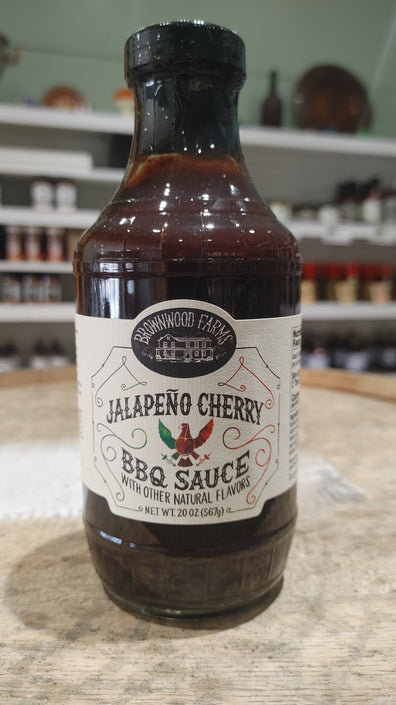 BROWNWOOD FARMS
JALAPEÑO CHERRY
BBQ SAUCE
WITH OTHER NATURAL FLAVORS
NET WT. 20 OZ (567g)